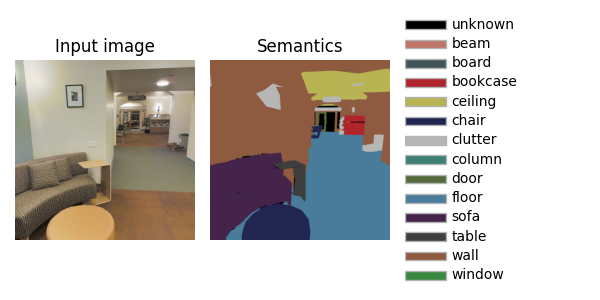 Input image
Semantics
unknown
beam
board
bookcase
ceiling
chair
clutter
column
door
floor
sofa
table
wall
window